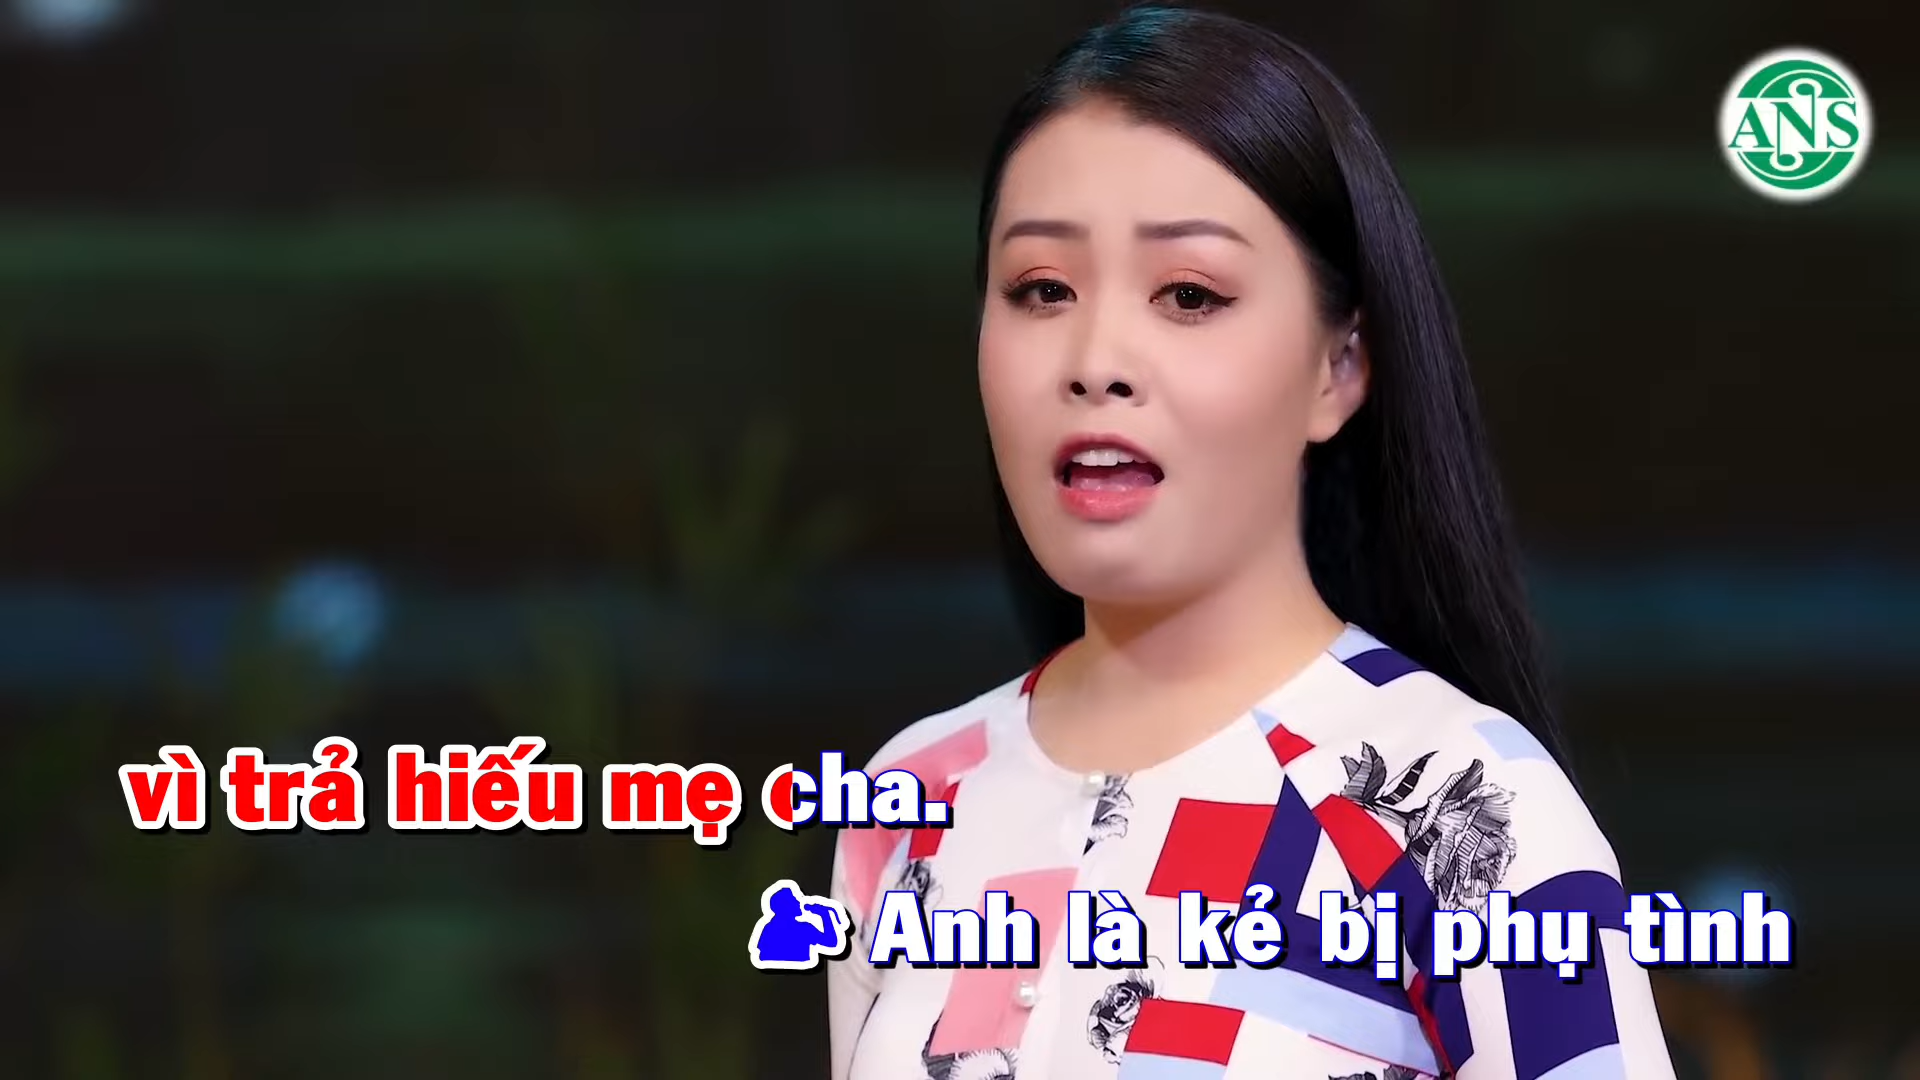 ANS
vì trả hiếu mẹ cha.
Anh là kẻ bị phụ tình